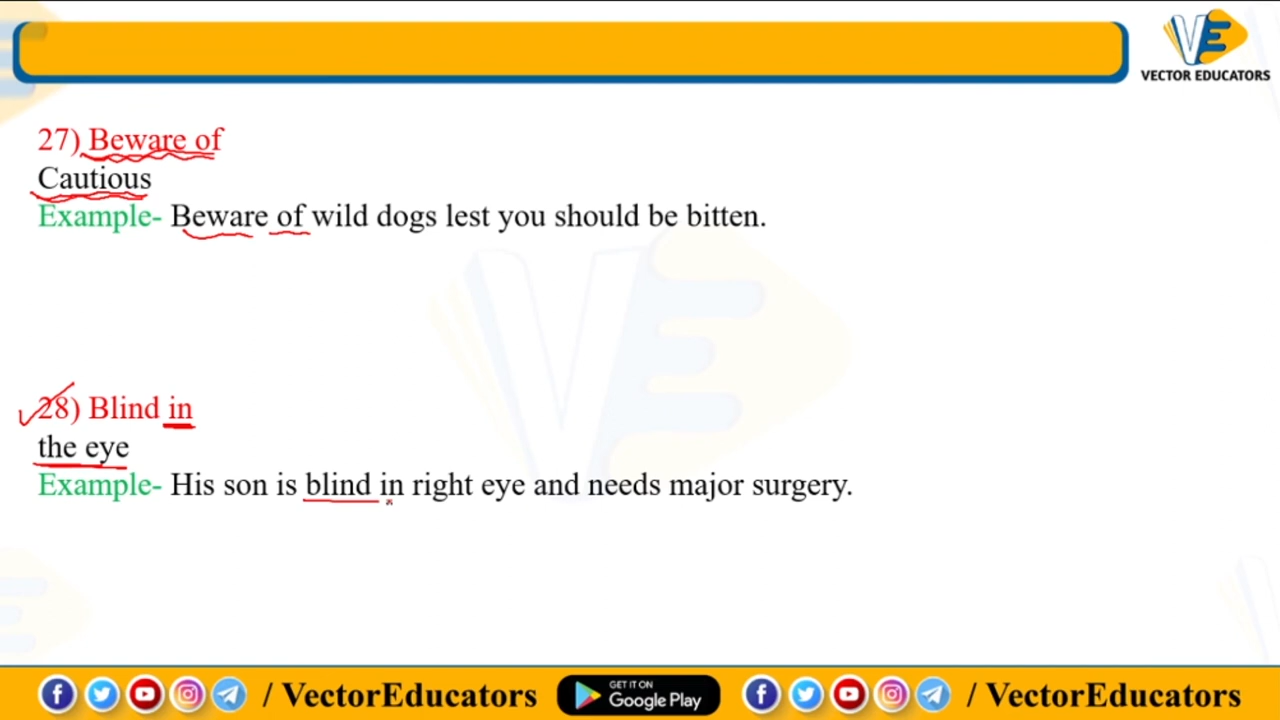 VECTOR EDUCATORS
27) Beware of
Cautious
Example- Beware of wild dogs lest you should be bitten.
28) Blind in
the eye
Example- His son is blind in right eye and needs major surgery.
/ VectorEducators GET IT ON Google Play / VectorEducators